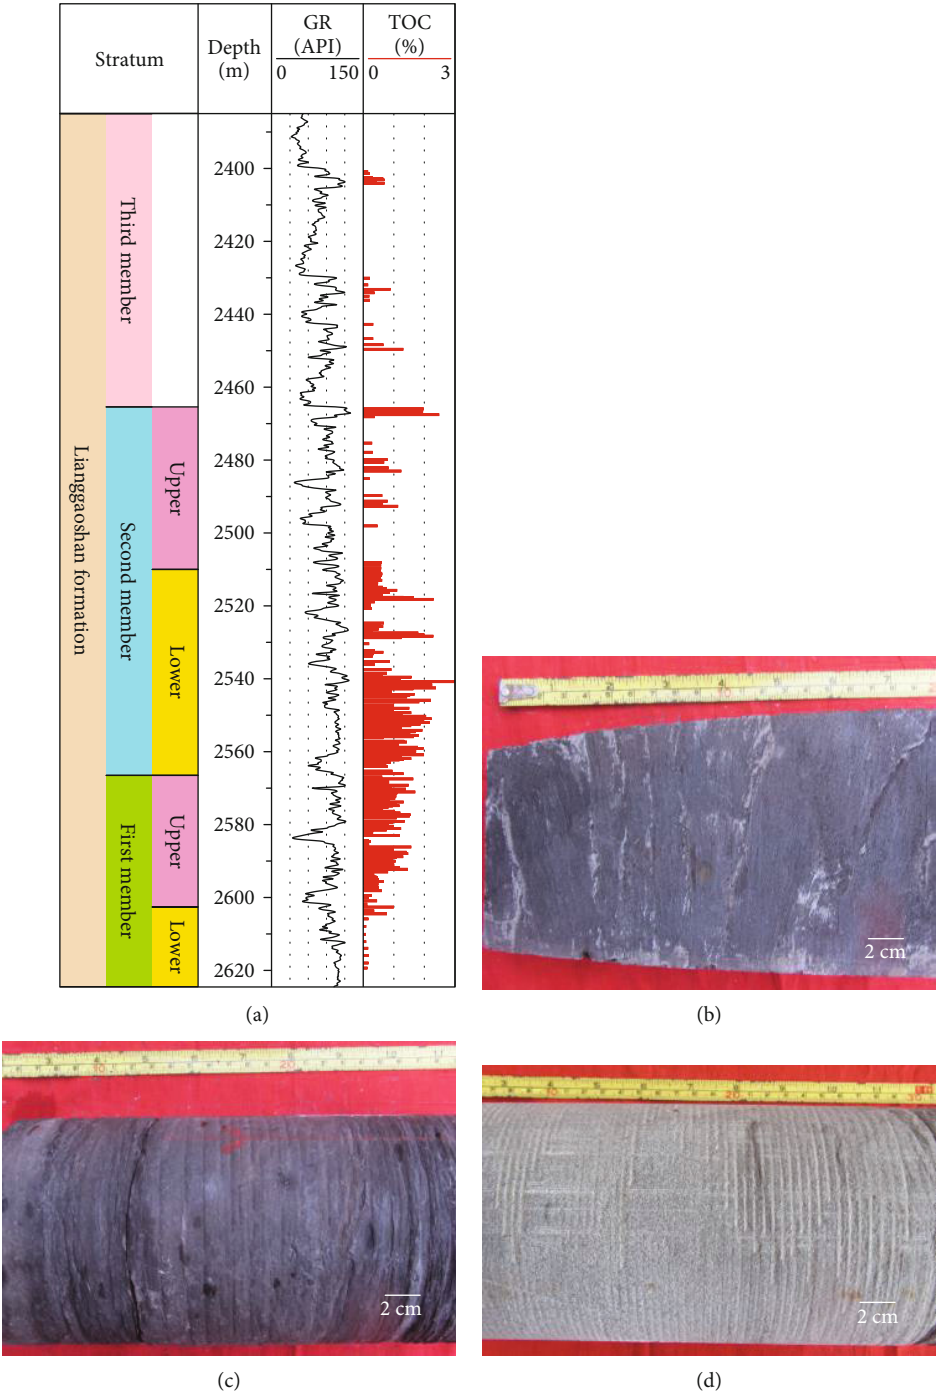 Stratum
Depth
(m)
GR
(API)
0 150
TOC
(%)
0 3
Lianggaoshan formation
Third member
Second member
First member
Upper
Lower
Upper
Lower
2400
2420
2440
2460
2480
2500
2520
2540
2560
2580
2600
2620
(a)
2 cm
(b)
2 cm
(c)
2 cm
(d)